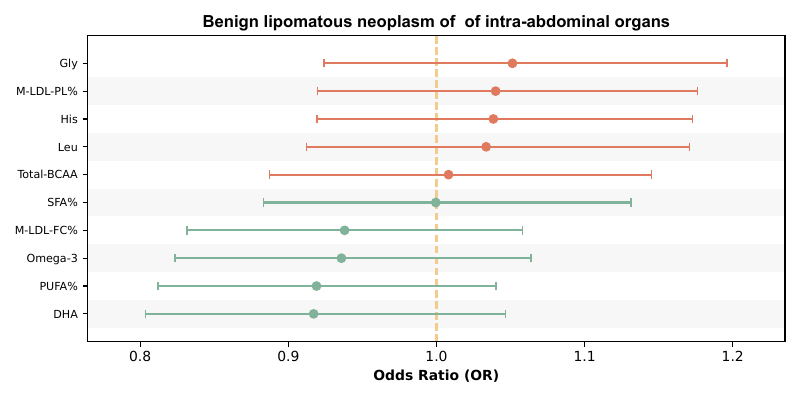 Benign lipomatous neoplasm of  of intra-abdominal organs
Gly
M-LDL-PL%
His
Leu
Total-BCAA
SFA%
M-LDL-FC%
Omega-3
PUFA%
DHA
0.8 0.9 1.0 1.1 1.2
Odds Ratio (OR)